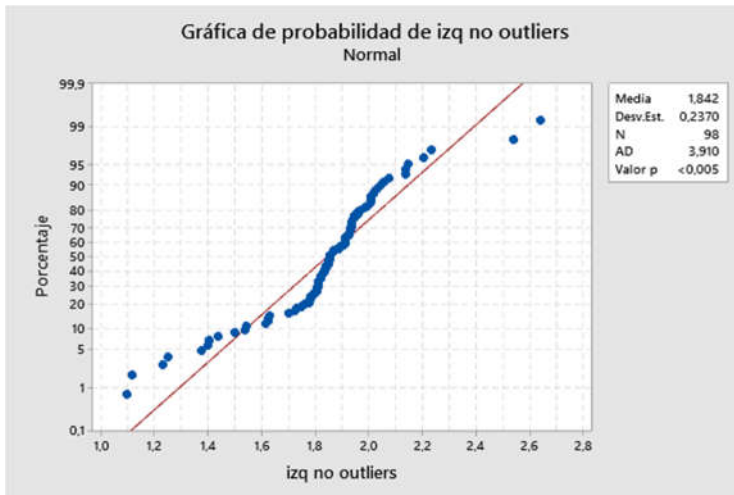 Gráfica de probabilidad de izq no outliers
Normal
99,9
99
95
90
80
70
60
50
40
30
20
10
5
1
0,1
Porcentaje
1,0 1,2 1,4 1,6 1,8 2,0 2,2 2,4 2,6 2,8
izq no outliers
Media 1,842
Desv.Est. 0,2370
N 98
AD 3,910
Valor p <0,005